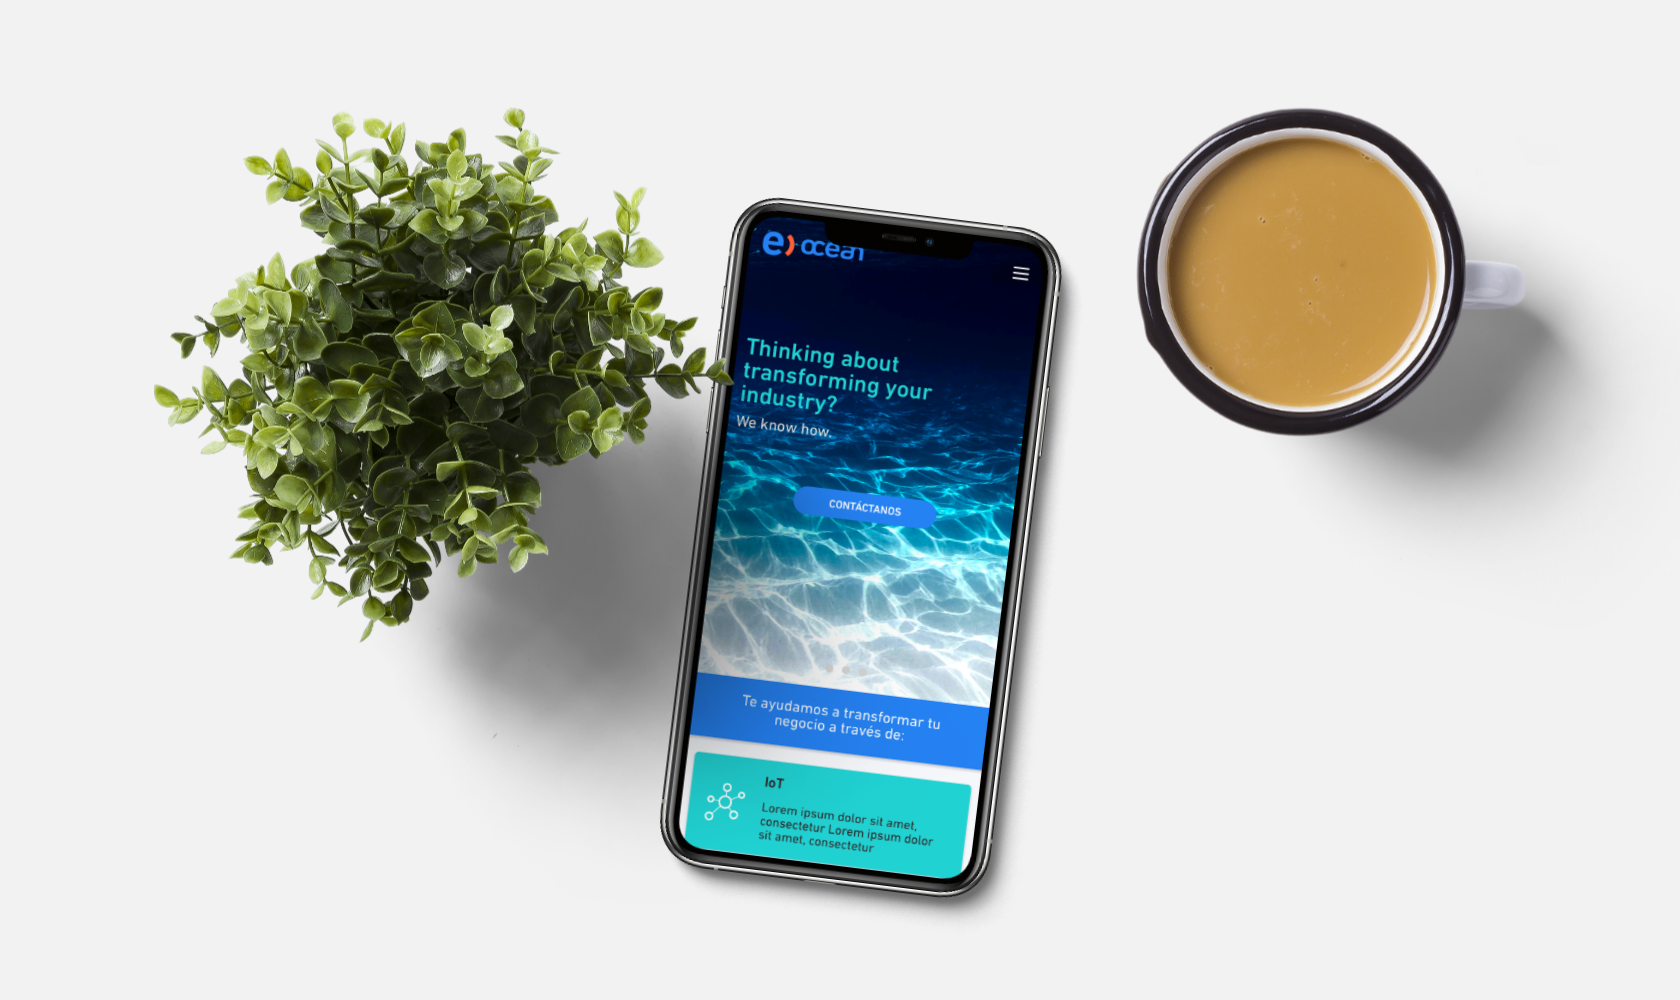 e) ocean
Thinking about
transforming your
industry?
We know how.
CONTÁCTANOS
Te ayudamos a transformar tu
negocio a través de:
IoT
Lorem ipsum dolor sit amet,
consectetur Lorem ipsum dolor
sit amet, consectetur